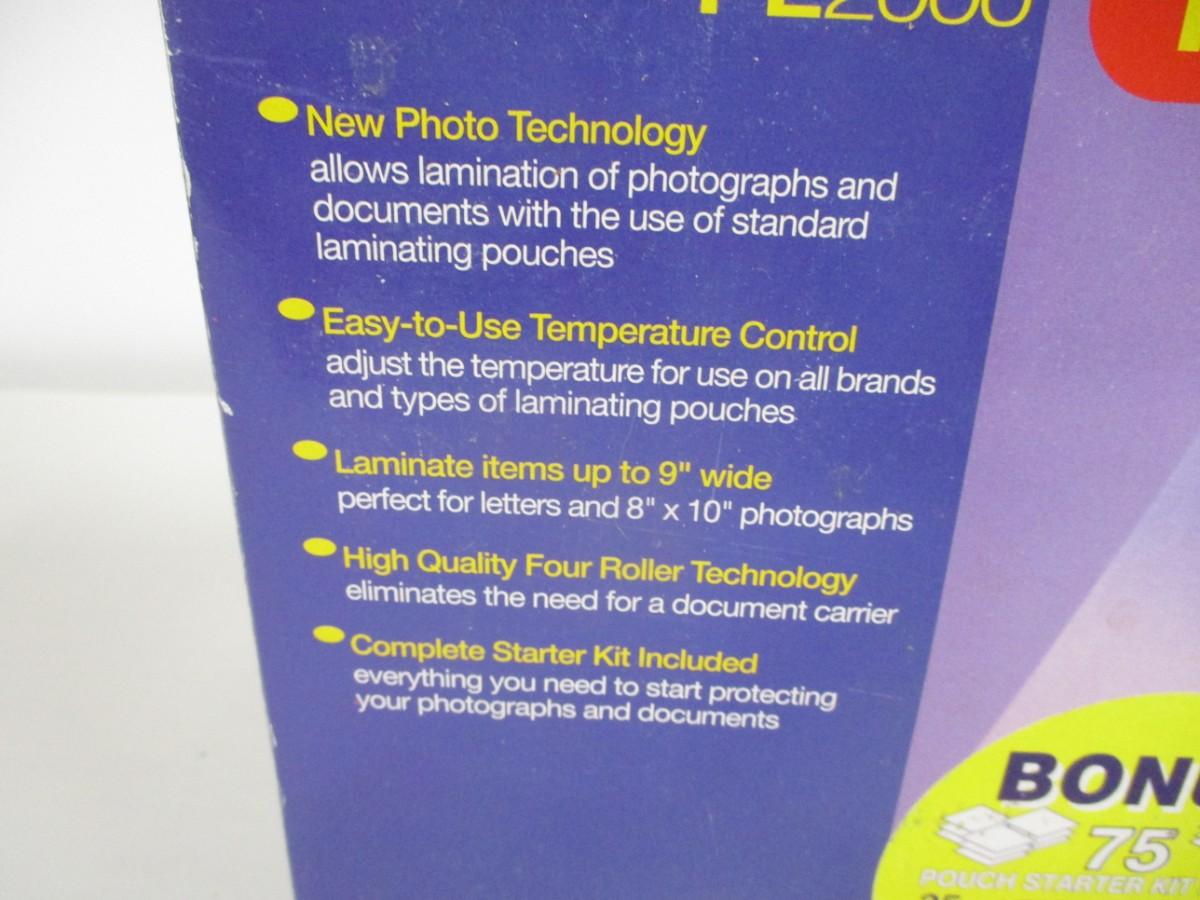 New Photo Technology
allows lamination of photographs and
documents with the use of standard
laminating pouches
Easy-to-Use Temperature Control
adjust the temperature for use on all brands
and types of laminating pouches
Laminate items up to 9" wide
perfect for letters and 8" x 10" photographs
High Quality Four Roller Technology
eliminates the need for a document carrier
Complete Starter Kit Included
everything you need to start protecting
your photographs and documents
75
POUCH STARTER KIT